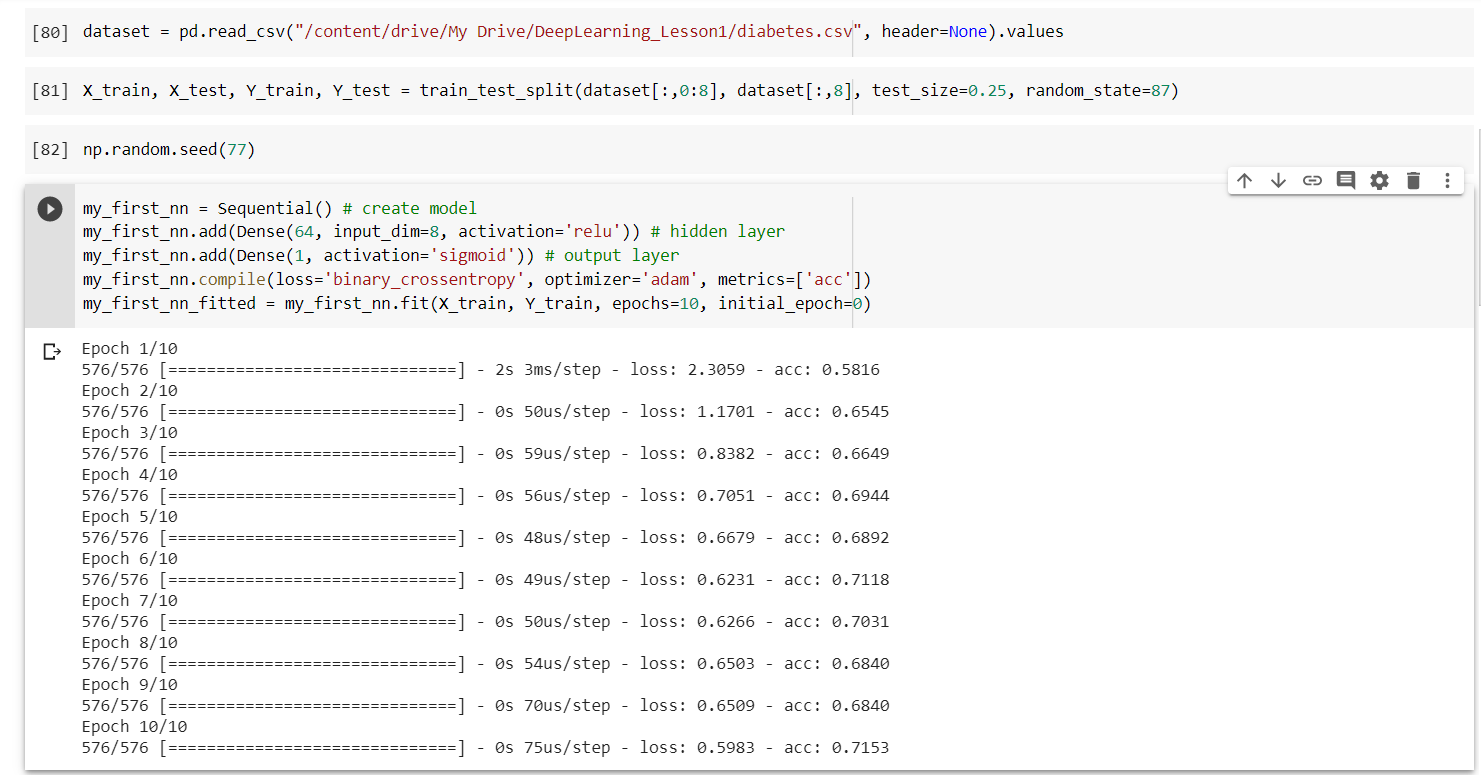 [80] dataset = pd.read_csv("/content/drive/My Drive/DeepLearning_Lesson1/diabetes.csv", header=None).values
[81] X_train, X_test, Y_train, Y_test = train_test_split(dataset[:,0:8], dataset[:,8], test_size=0.25, random_state=87)
[82] np.random.seed(77)
my_first_nn = Sequential() # create model
my_first_nn.add(Dense(64, input_dim=8, activation='relu')) # hidden layer
my_first_nn.add(Dense(1, activation='sigmoid')) # output layer
my_first_nn.compile(loss='binary_crossentropy', optimizer='adam', metrics=['acc'])
my_first_nn_fitted = my_first_nn.fit(X_train, Y_train, epochs=10, initial_epoch=0)
Epoch 1/10
576/576 [==============================] - 2s 3ms/step - loss: 2.3059 - acc: 0.5816
Epoch 2/10
576/576 [==============================] - 0s 50us/step - loss: 1.1701 - acc: 0.6545
Epoch 3/10
576/576 [==============================] - 0s 59us/step - loss: 0.8382 - acc: 0.6649
Epoch 4/10
576/576 [==============================] - 0s 56us/step - loss: 0.7051 - acc: 0.6944
Epoch 5/10
576/576 [==============================] - 0s 48us/step - loss: 0.6679 - acc: 0.6892
Epoch 6/10
576/576 [==============================] - 0s 49us/step - loss: 0.6231 - acc: 0.7118
Epoch 7/10
576/576 [==============================] - 0s 50us/step - loss: 0.6266 - acc: 0.7031
Epoch 8/10
576/576 [==============================] - 0s 54us/step - loss: 0.6503 - acc: 0.6840
Epoch 9/10
576/576 [==============================] - 0s 70us/step - loss: 0.6509 - acc: 0.6840
Epoch 10/10
576/576 [==============================] - 0s 75us/step - loss: 0.5983 - acc: 0.7153